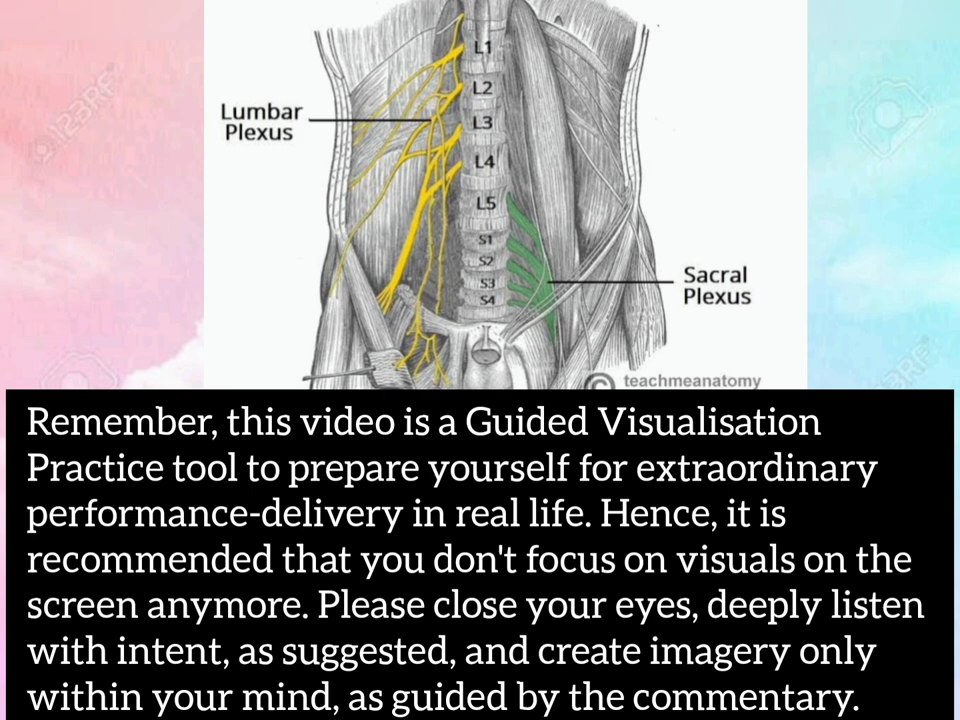 L1
Lumbar
Plexus
L2
L3
L4
L5
S1
S2
S3
S4
Sacral
Plexus
© teachmeanatomy
123RF
123RF
Remember, this video is a Guided Visualisation
Practice tool to prepare yourself for extraordinary
performance-delivery in real life. Hence, it is
recommended that you don't focus on visuals on the
screen anymore. Please close your eyes, deeply listen
with intent, as suggested, and create imagery only
within your mind, as guided by the commentary.